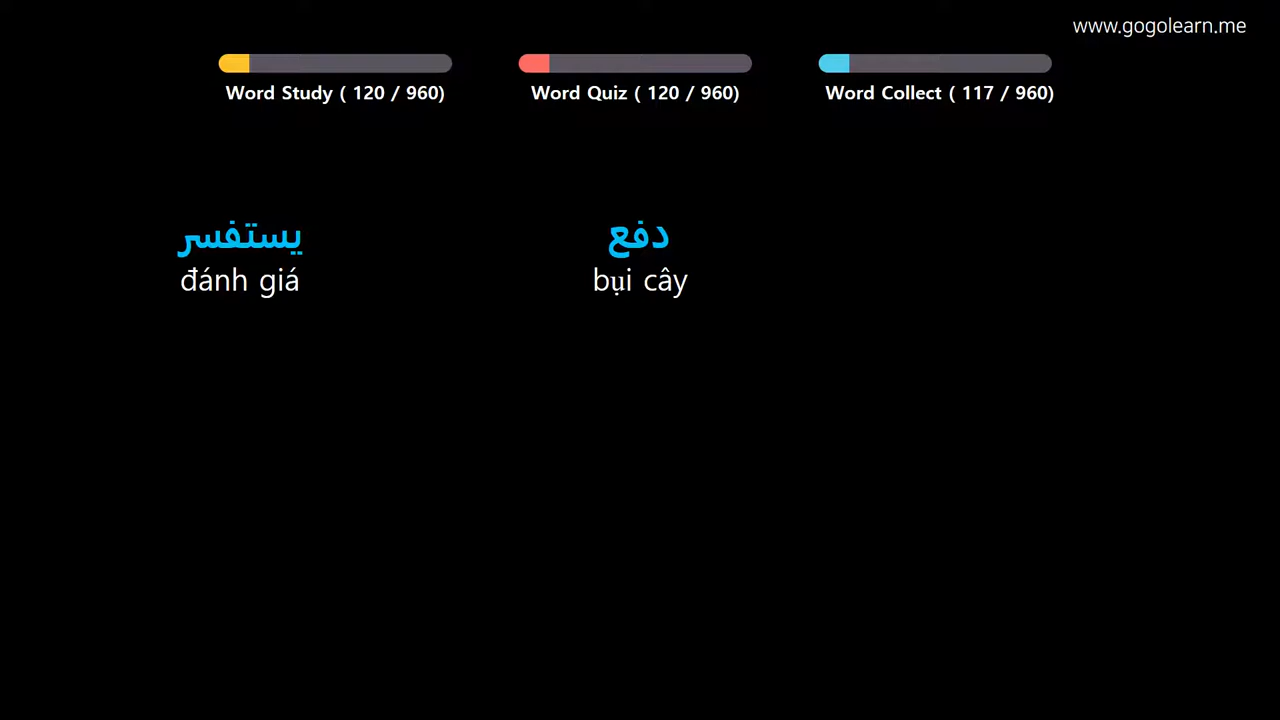 www.gogolearn.me
Word Study ( 120 / 960)
Word Quiz ( 120 / 960)
Word Collect ( 117 / 960)
يستفسر
đánh giá
دفع
bụi cây